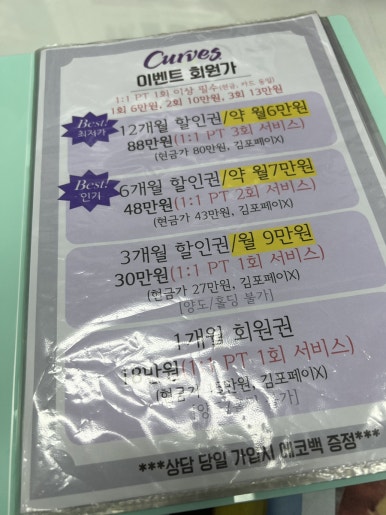 Curves
이벤트 회원가
1:1 PT 1회 이상 필수(현금, 카드 동일)
1회 6만원, 2회 10만원, 3회 13만원
Best!
최저가
12개월 할인권/약 월6만원
88만원(1:1 PT 3회 서비스)
(현금가 80만원, 김포페이X)
Best!
인기
6개월 할인권/약 월7만원
48만원(1:1 PT 2회 서비스)
(현금가 43만원, 김포페이X)
3개월 할인권/월 9만원
30만원(1:1 PT 1회 서비스)
(현금가 27만원, 김포페이X)
[양도/홀딩 불가]
1개월 회원권
(1:1 PT 1회 서비스)
(현금가 김포페이X)
***상담 당일 가입시 에코백 증정***